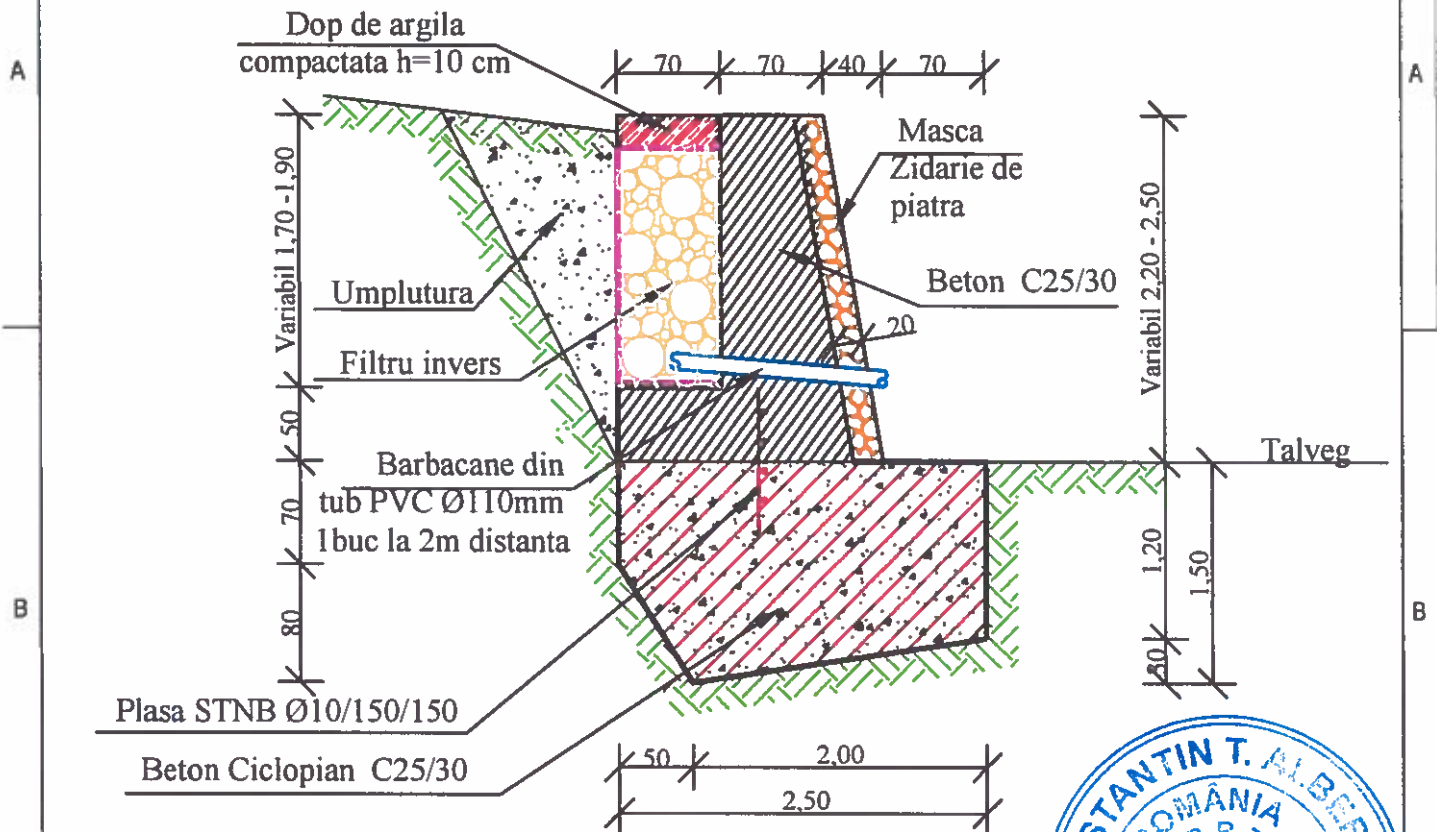 Dop de argila
compactata h=10 cm
A
A
70
70
40
70
Masca
Zidarie de
piatra
Variabil 1,70 -1,90
Variabil 2,20 - 2,50
Umplutura
Beton C25/30
20
Filtru invers
50
Talveg
Barbacane din
tub PVC Ø110mm
1buc la 2m distanta
70
1,20
1,50
B
B
80
30
Plasa STNB Ø10/150/150
Beton Ciclopian C25/30
50
2,00
2,50
STANTIN T. ALBER
ROMÂNIA